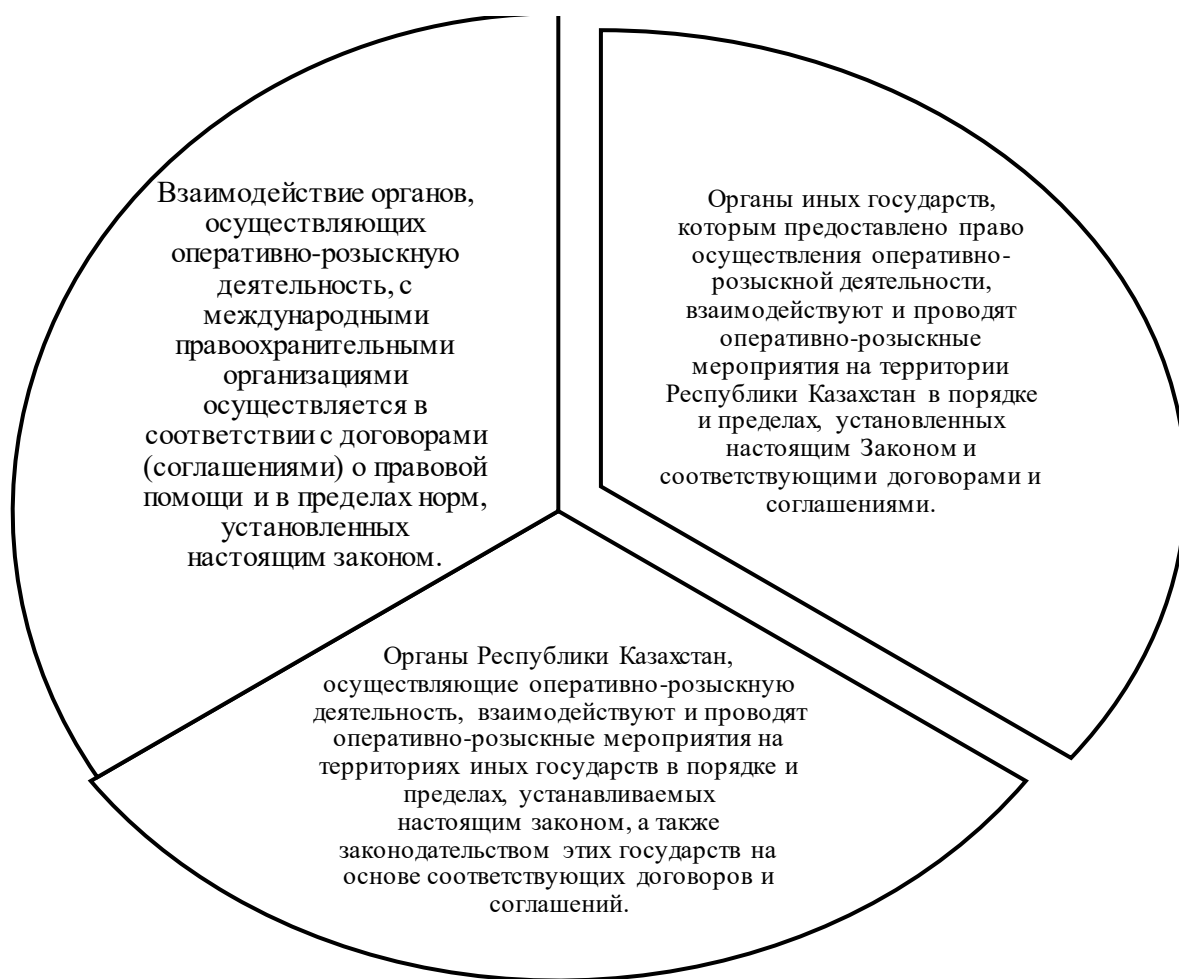 Взаимодействие органов,
осуществляющих
оперативно-розыскную
деятельность, с
международными
правоохранительными
организациями
осуществляется в
соответствии с договорами
(соглашениями) о правовой
помощи и в пределах норм,
установленных
настоящим законом.
Органы иных государств,
которым предоставлено право
осуществления оперативно-
розыскной деятельности,
взаимодействуют и проводят
оперативно-розыскные
мероприятия на территории
Республики Казахстан в порядке
и пределах, установленных
настоящим Законом и
соответствующими договорами и
соглашениями.
Органы Республики Казахстан,
осуществляющие оперативно-розыскную
деятельность, взаимодействуют и проводят
оперативно-розыскные мероприятия на
территориях иных государств в порядке и
пределах, устанавливаемых
настоящим законом, а также
законодательством этих государств на
основе соответствующих договоров и
соглашений.